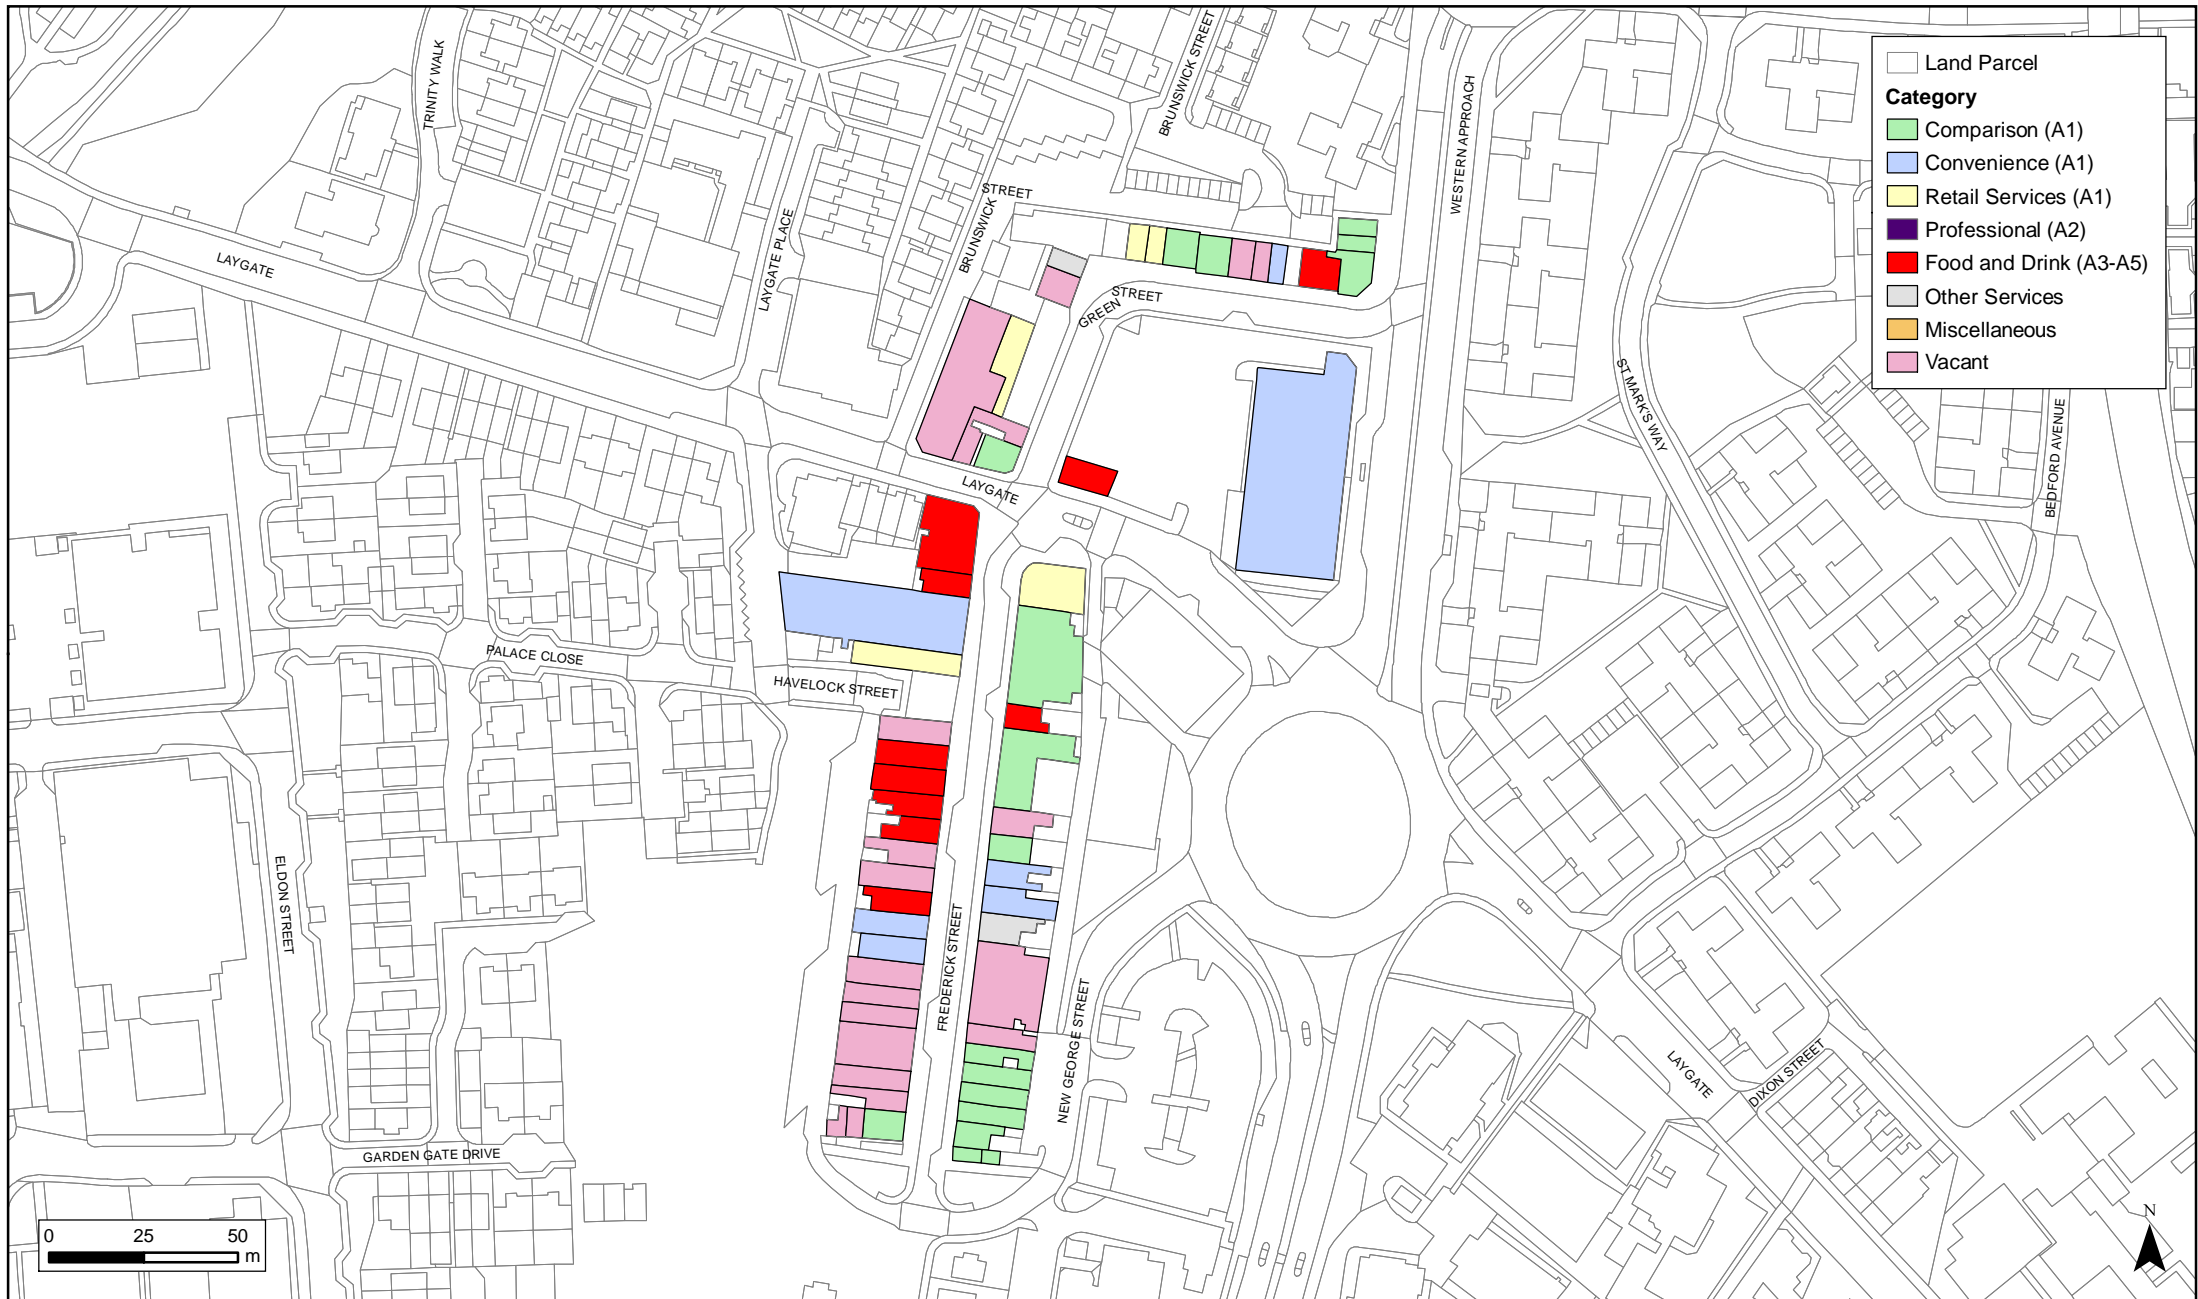 BRUNSWICK STREET
TRINITY WALK
WESTERN APPROACH
Land Parcel
Category
Comparison (A1)
Convenience (A1)
Retail Services (A1)
Professional (A2)
Food and Drink (A3-A5)
Other Services
Miscellaneous
Vacant
BRUNSWICK STREET
LAYGATE PLACE
LAYGATE
GREEN STREET
ST MARK'S WAY
BEDFORD AVENUE
LAYGATE
PALACE CLOSE
HAVELOCK STREET
ELDON STREET
FREDERICK STREET
NEW GEORGE STREET
LAYGATE
DIXON STREET
GARDEN GATE DRIVE
0 25 50
m
N